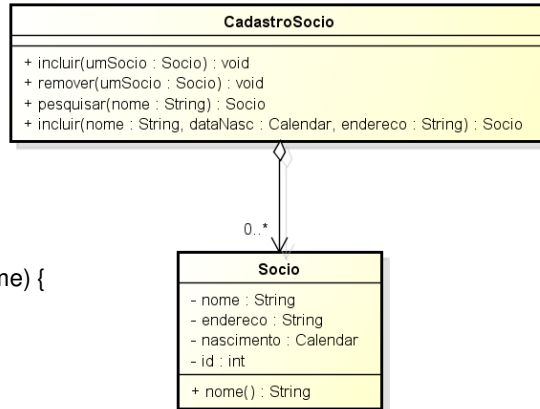 CadastroSocio
+ incluir(umSocio : Socio) : void
+ remover(umSocio : Socio) : void
+ pesquisar(nome : String) : Socio
+ incluir(nome : String, dataNasc : Calendar, endereco : String) : Socio
0..*
me) {
Socio
- nome : String
- endereco : String
- nascimento : Calendar
- id : int
+ nome() : String